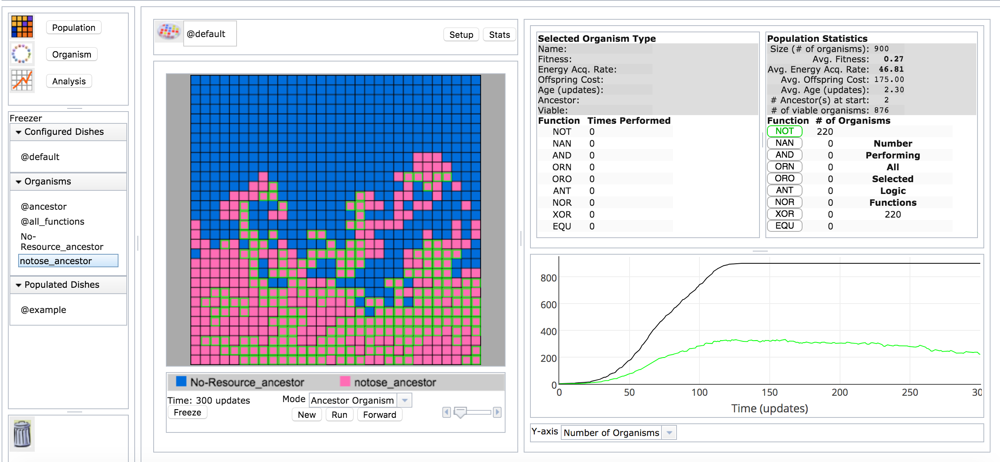 Population
Organism
Analysis
Freezer
Configured Dishes
@default
Organisms
@ancestor
@all_functions
No-
Resource_ancestor
notose_ancestor
Populated Dishes
@example
@default
Setup Stats
No-Resource_ancestor notose_ancestor
Time: 300 updates Mode Ancestor Organism
Freeze New Run Forward
Selected Organism Type
Name:
Fitness:
Energy Acq. Rate:
Offspring Cost:
Age (updates):
Ancestor:
Viable:
Function Times Performed
NOT 0
NAN 0
AND 0
ORN 0
ORO 0
ANT 0
NOR 0
XOR 0
EQU 0
Population Statistics
Size (# of organisms): 900
Avg. Fitness: 0.27
Avg. Energy Acq. Rate: 46.81
Avg. Offspring Cost: 175.00
Avg. Age (updates): 2.30
# Ancestor(s) at start: 2
# of viable organisms: 876
Function # of Organisms
NOT 220
NAN 0 Number
AND 0 Performing
ORN 0 All
ORO 0 Selected
ANT 0 Logic
NOR 0 Functions
XOR 0 220
EQU 0
800
600
400
200
0
0 50 100 150 200 250 30
Time (updates)
Y-axis Number of Organisms